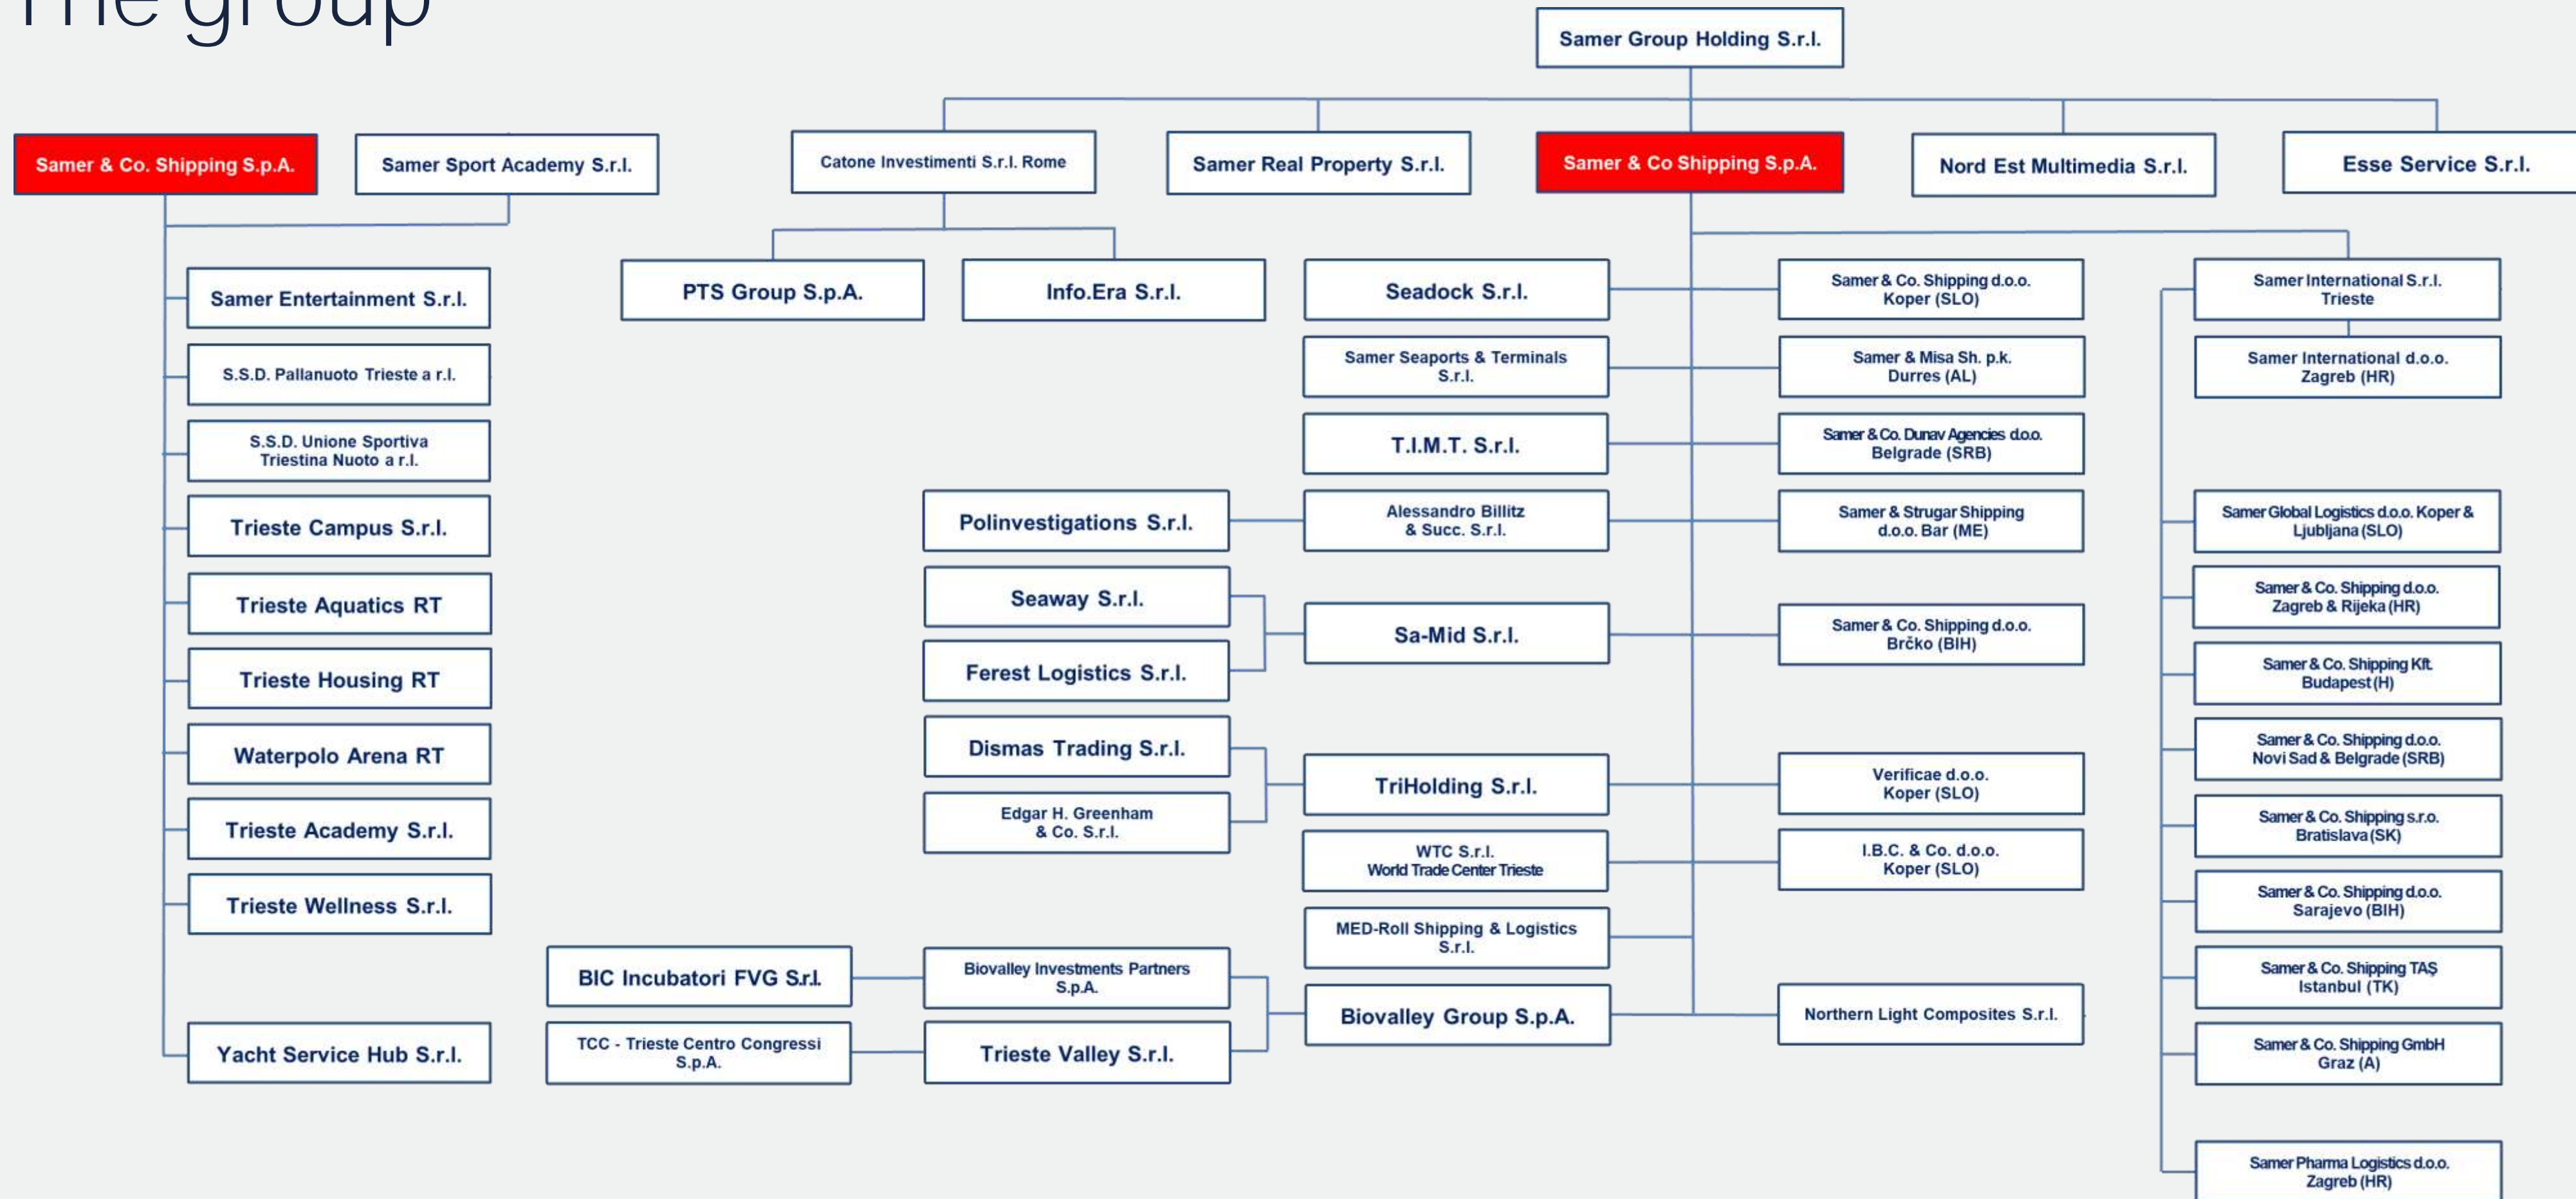 The group
Samer Group Holding S.r.l.
Samer & Co. Shipping S.p.A.
Samer Sport Academy S.r.l.
Catone Investimenti S.r.l. Rome
Samer Real Property S.r.l.
Samer & Co Shipping S.p.A.
Nord Est Multimedia S.r.l.
Esse Service S.r.l.
Samer Entertainment S.r.l.
S.S.D. Pallanuoto Trieste a r.l.
S.S.D. Unione Sportiva
Triestina Nuoto a r.l.
Trieste Campus S.r.l.
Trieste Aquatics RT
Trieste Housing RT
Waterpolo Arena RT
Trieste Academy S.r.l.
Trieste Wellness S.r.l.
Yacht Service Hub S.r.l.
PTS Group S.p.A.
Info.Era S.r.l.
Seadock S.r.l.
Samer Seaports & Terminals
S.r.l.
T.I.M.T. S.r.l.
Polinvestigations S.r.l.
Alessandro Billitz
& Succ. S.r.l.
Seaway S.r.l.
Ferest Logistics S.r.l.
Sa-Mid S.r.l.
Dismas Trading S.r.l.
Edgar H. Greenham
& Co. S.r.l.
TriHolding S.r.l.
WTC S.r.l.
World Trade Center Trieste
MED-Roll Shipping & Logistics
S.r.l.
BIC Incubatori FVG S.r.l.
Biovalley Investments Partners
S.p.A.
TCC - Trieste Centro Congressi
S.p.A.
Trieste Valley S.r.l.
Biovalley Group S.p.A.
Samer & Co. Shipping d.o.o.
Koper (SLO)
Samer & Misa Sh. p.k.
Durres (AL)
Samer & Co. Dunav Agencies d.o.o.
Belgrade (SRB)
Samer & Strugar Shipping
d.o.o. Bar (ME)
Samer & Co. Shipping d.o.o.
Brčko (BIH)
Verificae d.o.o.
Koper (SLO)
I.B.C. & Co. d.o.o.
Koper (SLO)
Northern Light Composites S.r.l.
Samer International S.r.l.
Trieste
Samer International d.o.o.
Zagreb (HR)
Samer Global Logistics d.o.o. Koper &
Ljubljana (SLO)
Samer & Co. Shipping d.o.o.
Zagreb & Rijeka (HR)
Samer & Co. Shipping Kft.
Budapest (H)
Samer & Co. Shipping d.o.o.
Novi Sad & Belgrade (SRB)
Samer & Co. Shipping s.r.o.
Bratislava (SK)
Samer & Co. Shipping d.o.o.
Sarajevo (BIH)
Samer & Co. Shipping TAŞ
Istanbul (TK)
Samer & Co. Shipping GmbH
Graz (A)
Samer Pharma Logistics d.o.o.
Zagreb (HR)